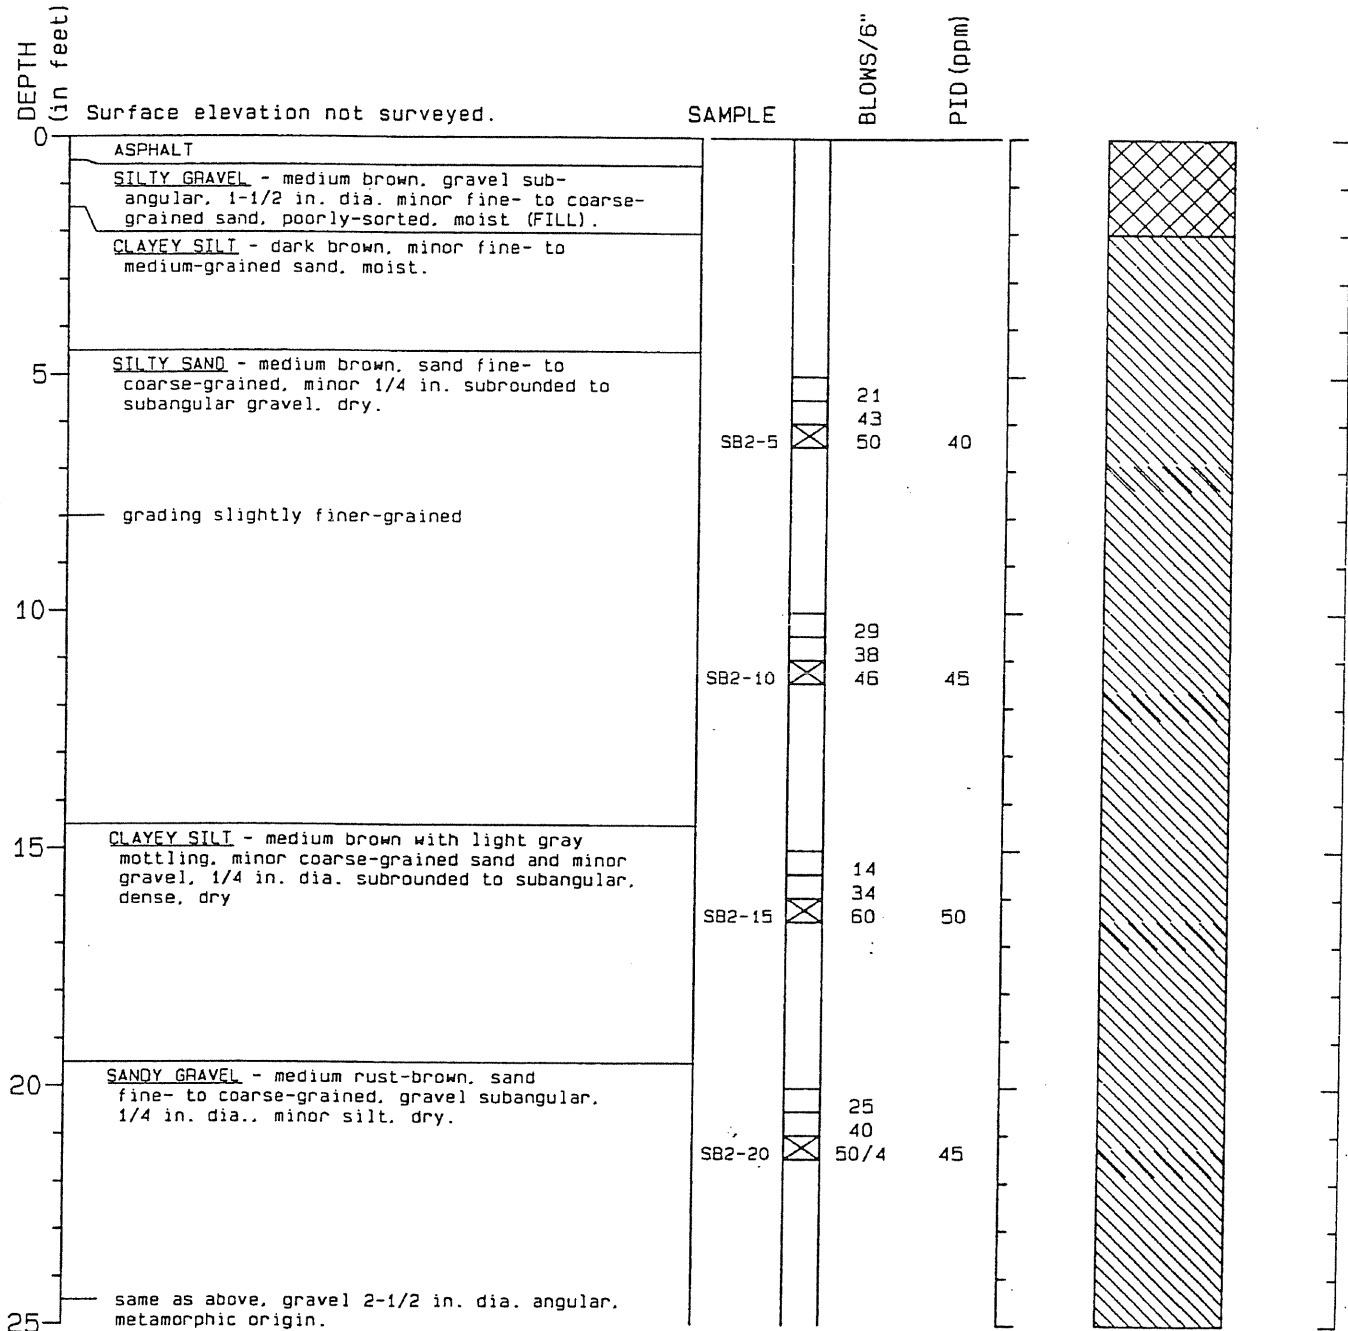 DEPTH
(in feet)
Surface elevation not surveyed.
SAMPLE
BLOWS/6"
PID (ppm)
0
ASPHALT
SILTY GRAVEL - medium brown, gravel sub-
angular, 1-1/2 in. dia. minor fine- to coarse-
grained sand, poorly-sorted, moist (FILL).
CLAYEY SILT - dark brown, minor fine- to
medium-grained sand, moist.
5
SILTY SAND - medium brown, sand fine- to
coarse-grained, minor 1/4 in. subrounded to
subangular gravel, dry.
21
43
SB2-5 50 40
grading slightly finer-grained
10
29
38
SB2-10 46 45
15
CLAYEY SILT - medium brown with light gray
mottling, minor coarse-grained sand and minor
gravel, 1/4 in. dia. subrounded to subangular,
dense, dry
14
34
SB2-15 60 50
20
SANDY GRAVEL - medium rust-brown, sand
fine- to coarse-grained, gravel subangular,
1/4 in. dia., minor silt, dry.
25
40
SB2-20 50/4 45
same as above, gravel 2-1/2 in. dia. angular,
metamorphic origin.
25